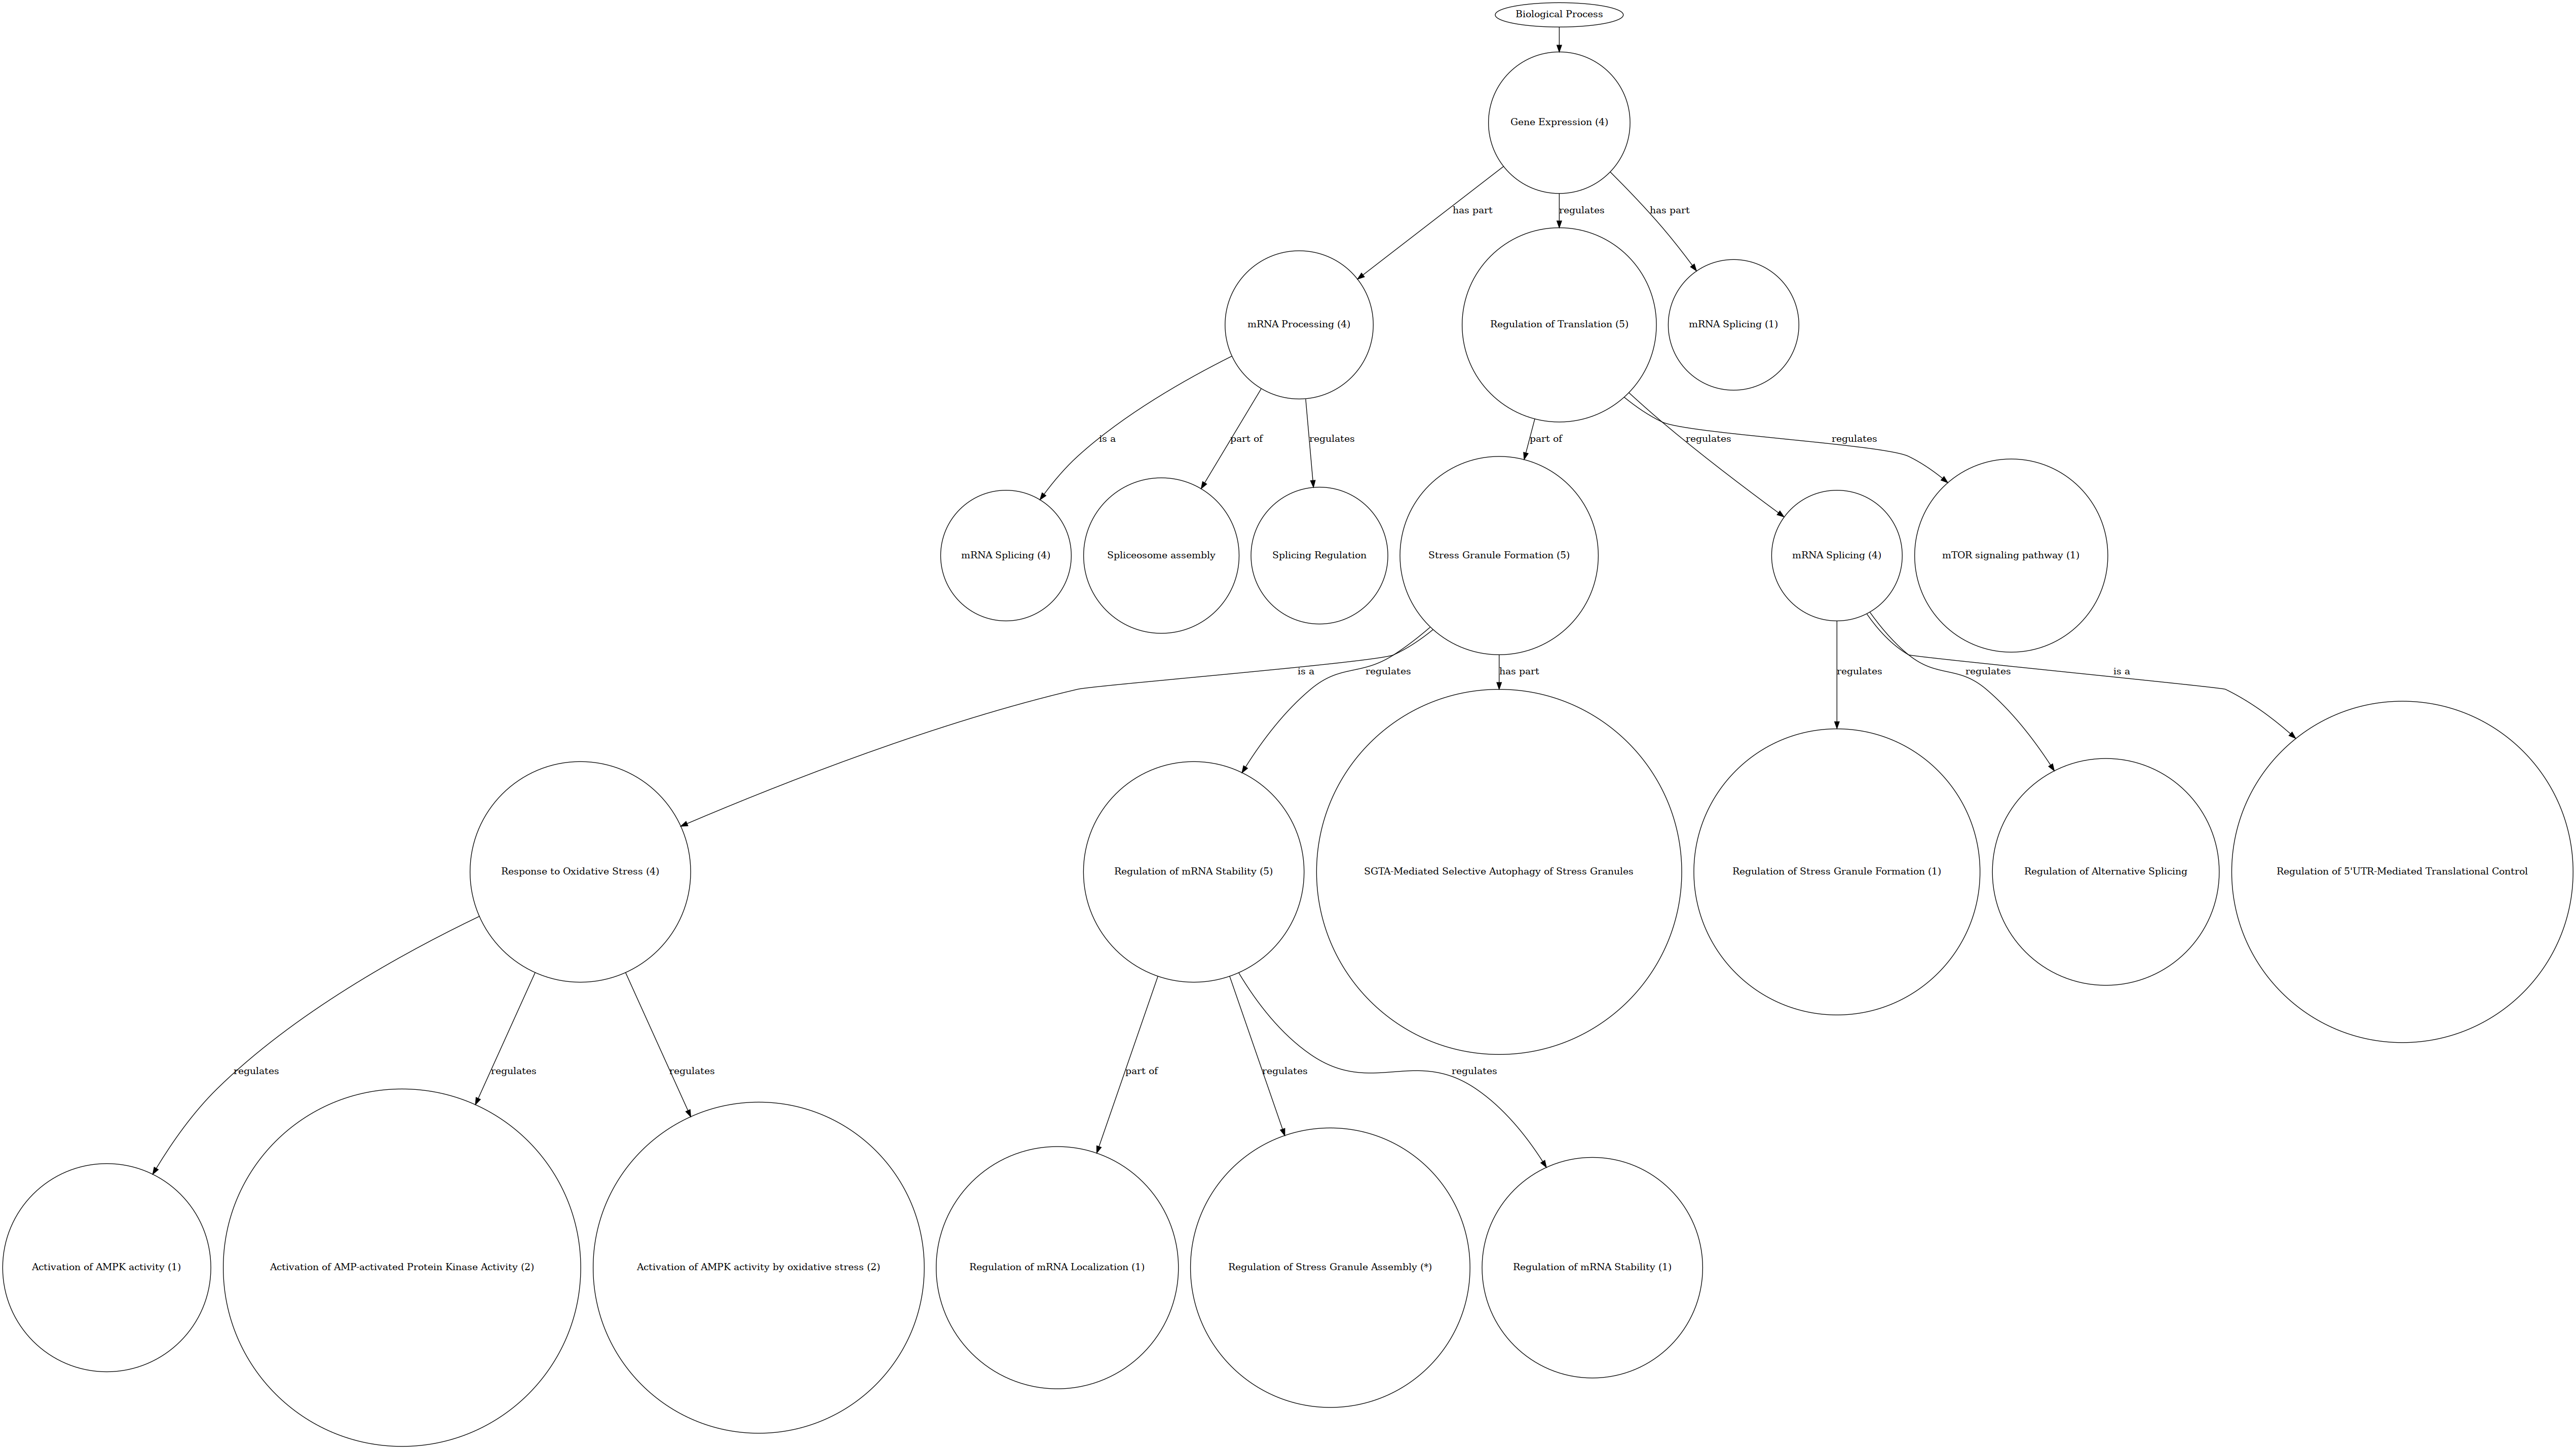 Biological Process
Gene Expression (4)
has part
regulates
has part
mRNA Processing (4)
Regulation of Translation (5)
mRNA Splicing (1)
is a
part of
regulates
part of
regulates
regulates
mRNA Splicing (4)
Spliceosome assembly
Splicing Regulation
Stress Granule Formation (5)
mRNA Splicing (4)
mTOR signaling pathway (1)
is a
regulates
has part
regulates
regulates
is a
Response to Oxidative Stress (4)
Regulation of mRNA Stability (5)
SGTA-Mediated Selective Autophagy of Stress Granules
Regulation of Stress Granule Formation (1)
Regulation of Alternative Splicing
Regulation of 5'UTR-Mediated Translational Control
regulates
regulates
regulates
part of
regulates
regulates
Activation of AMPK activity (1)
Activation of AMP-activated Protein Kinase Activity (2)
Activation of AMPK activity by oxidative stress (2)
Regulation of mRNA Localization (1)
Regulation of Stress Granule Assembly (*)
Regulation of mRNA Stability (1)